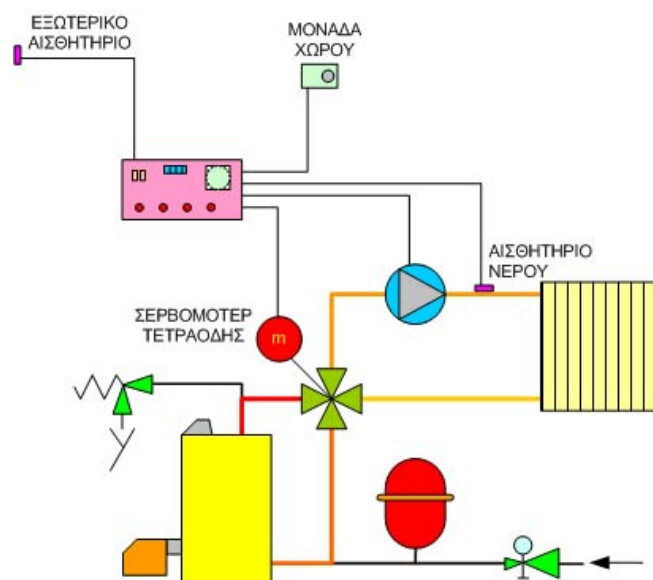 ΕΞΩΤΕΡΙΚΟ
ΑΙΣΘΗΤΗΡΙΟ
ΜΟΝΑΔΑ
ΧΩΡΟΥ
ΑΙΣΘΗΤΗΡΙΟ
ΝΕΡΟΥ
ΣΕΡΒΟΜΟΤΕΡ
ΤΕΤΡΑΟΔΗΣ
m